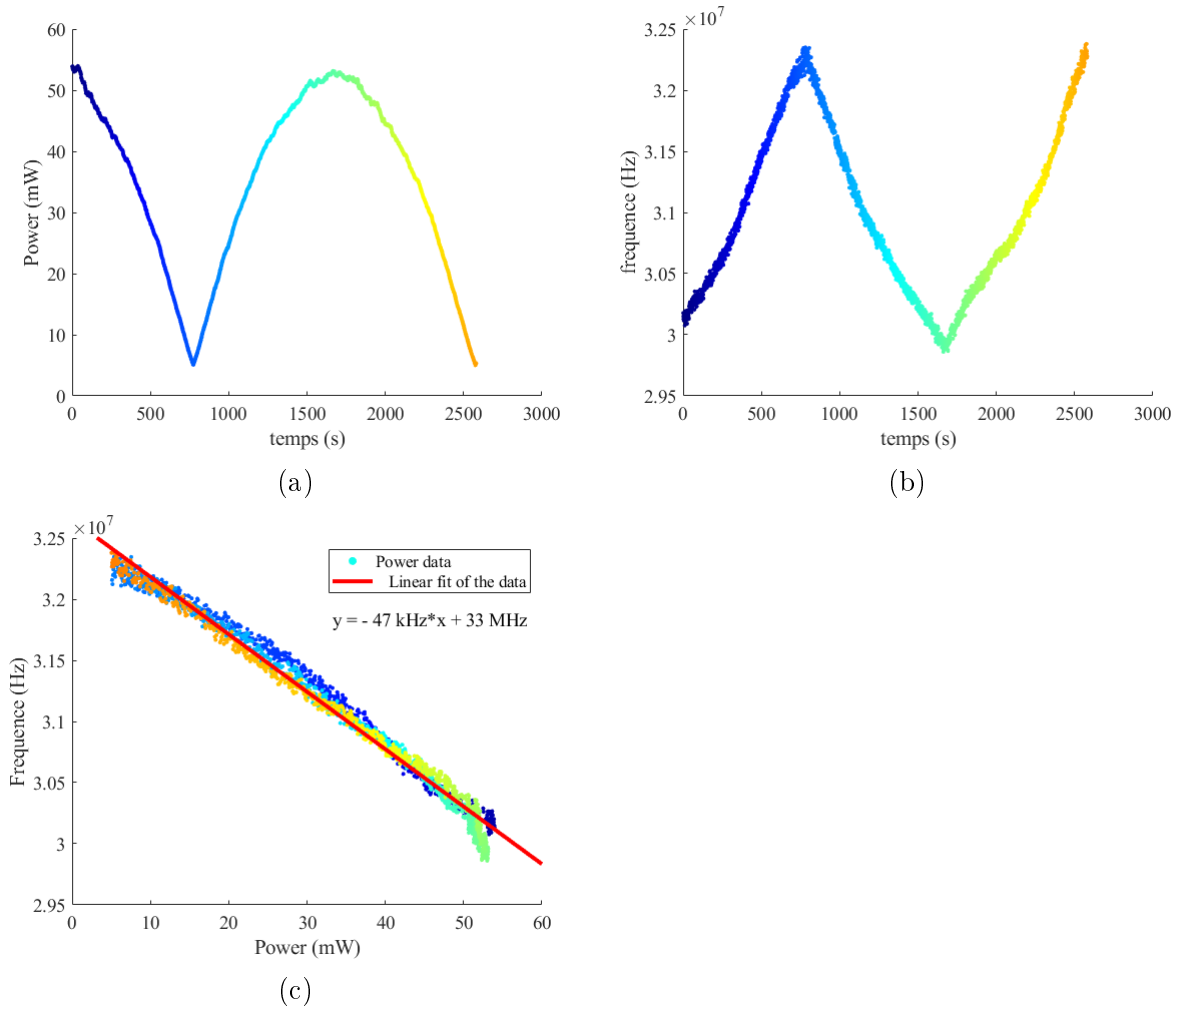 60
50
40
30
20
10
0
Power (mW)
0 500 1000 1500 2000 2500 3000
temps (s)
(a)
×10^7
3.25
3.2
3.15
3.1
3.05
3
2.95
frequence (Hz)
0 500 1000 1500 2000 2500 3000
temps (s)
(b)
×10^7
3.25
3.2
3.15
3.1
3.05
3
2.95
Frequence (Hz)
Power data
Linear fit of the data
y = - 47 kHz*x + 33 MHz
0 10 20 30 40 50 60
Power (mW)
(c)